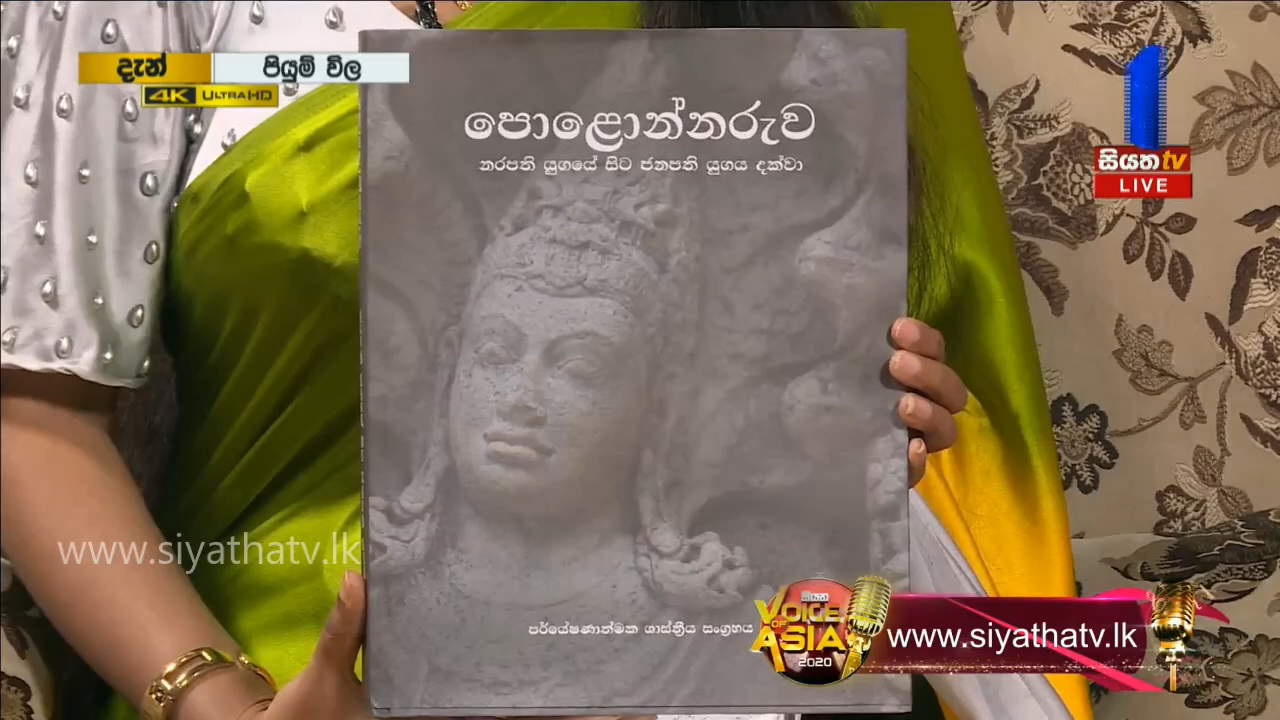 දැන්
පියුම් විල
4K ULTRA HD
සියත tv
LIVE
පොළොන්නරුව
නරපති යුගයේ සිට ජනපති යුගය දක්වා
www.siyathatv.lk
පර්යේෂණාත්මක ශාස්ත්‍රීය සංග්‍රහය
සියත
VOICE
OF
ASIA
2020
www.siyathatv.lk